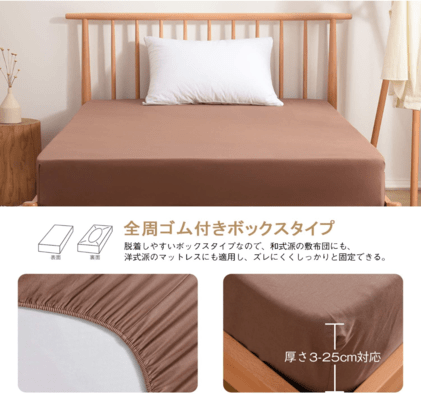 全周ゴム付きボックスタイプ
脱着しやすいボックスタイプなので、和式派の敷布団にも、
洋式派のマットレスにも適用し、ズレにくくしっかりと固定できる。
表面 裏面
厚さ3-25cm対応